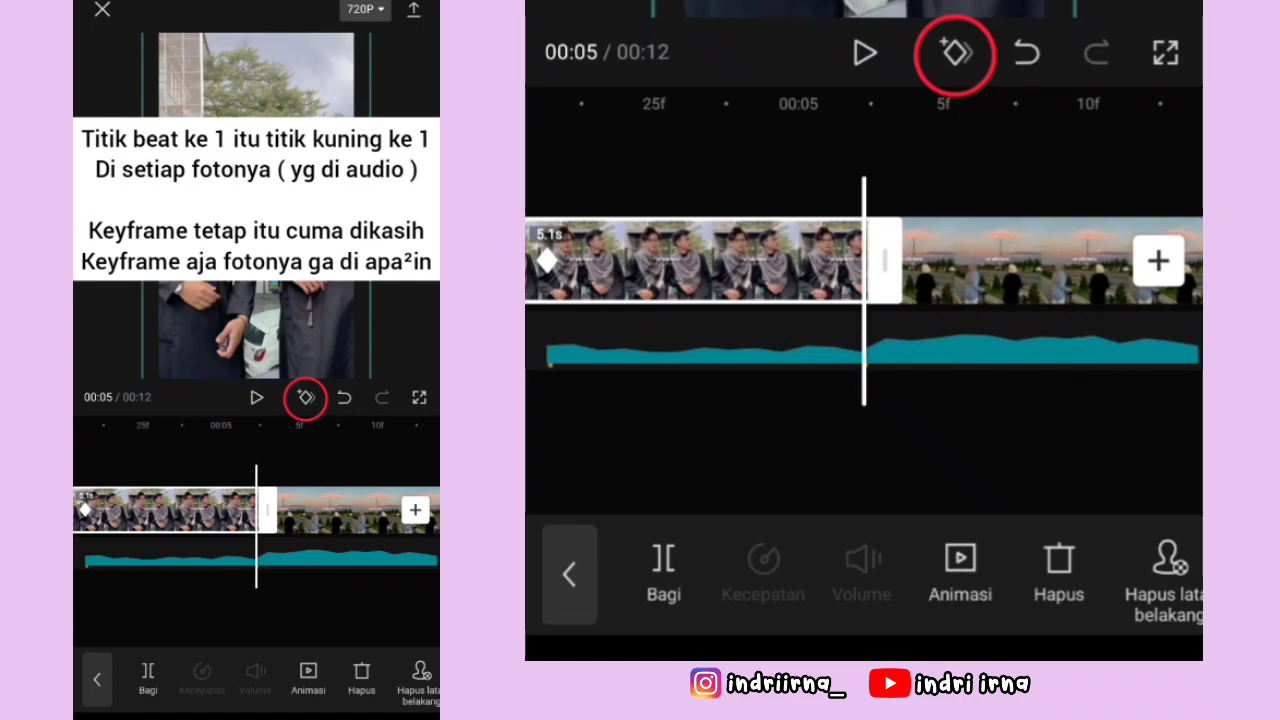 720P
Titik beat ke 1 itu titik kuning ke 1
Di setiap fotonya ( yg di audio )
Keyframe tetap itu cuma dikasih
Keyframe aja fotonya ga di apa²in
00:05 / 00:12
25f 00:05 5f 10f
5.1s
Bagi Kecepatan Volume Animasi Hapus Hapus lata
belakang
00:05 / 00:12
25f 00:05 5f 10f
5.1s
Bagi Kecepatan Volume Animasi Hapus Hapus lata
belakang
indriirna_ indri irna